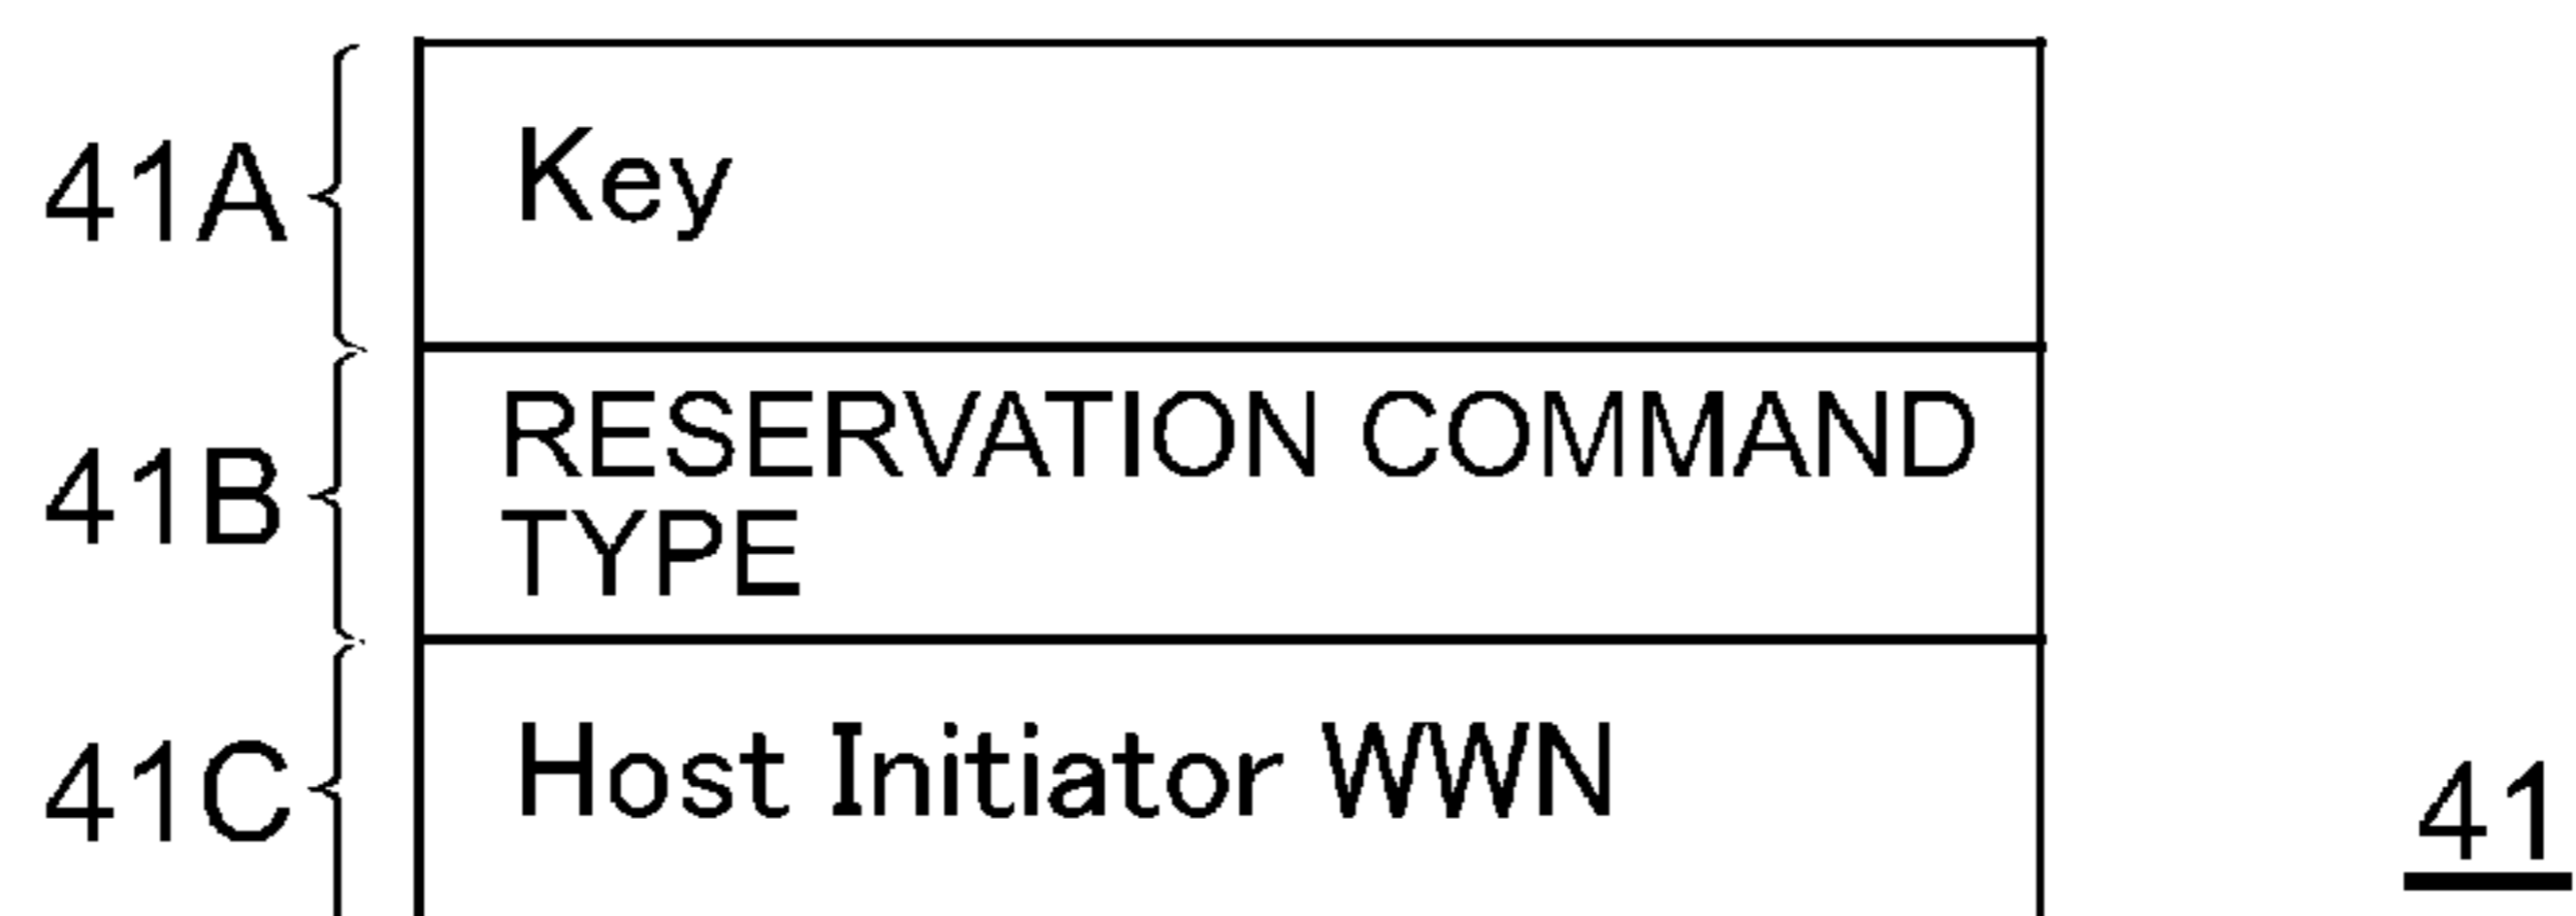 41A Key
41B RESERVATION COMMAND
TYPE
41C Host Initiator WWN
41